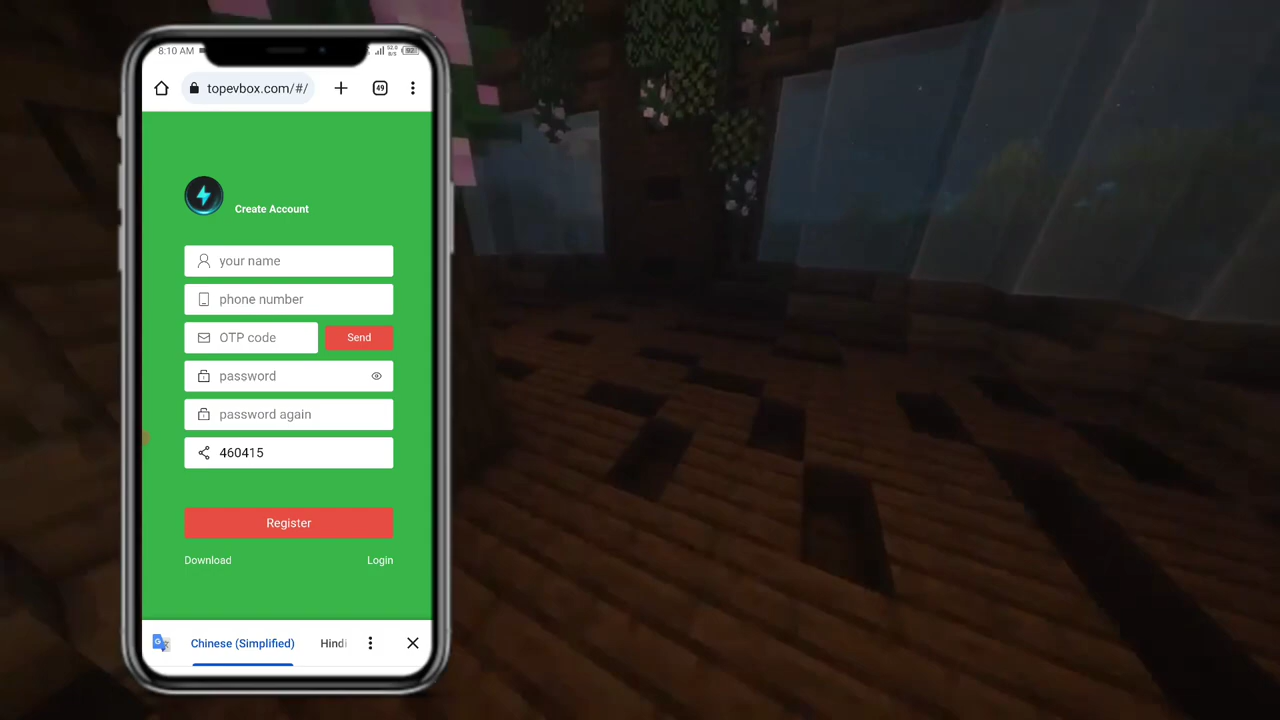 8:10 AM
topevbox.com/#/
49
Create Account
your name
phone number
OTP code
Send
password
password again
460415
Register
Download
Login
Chinese (Simplified)
Hindi